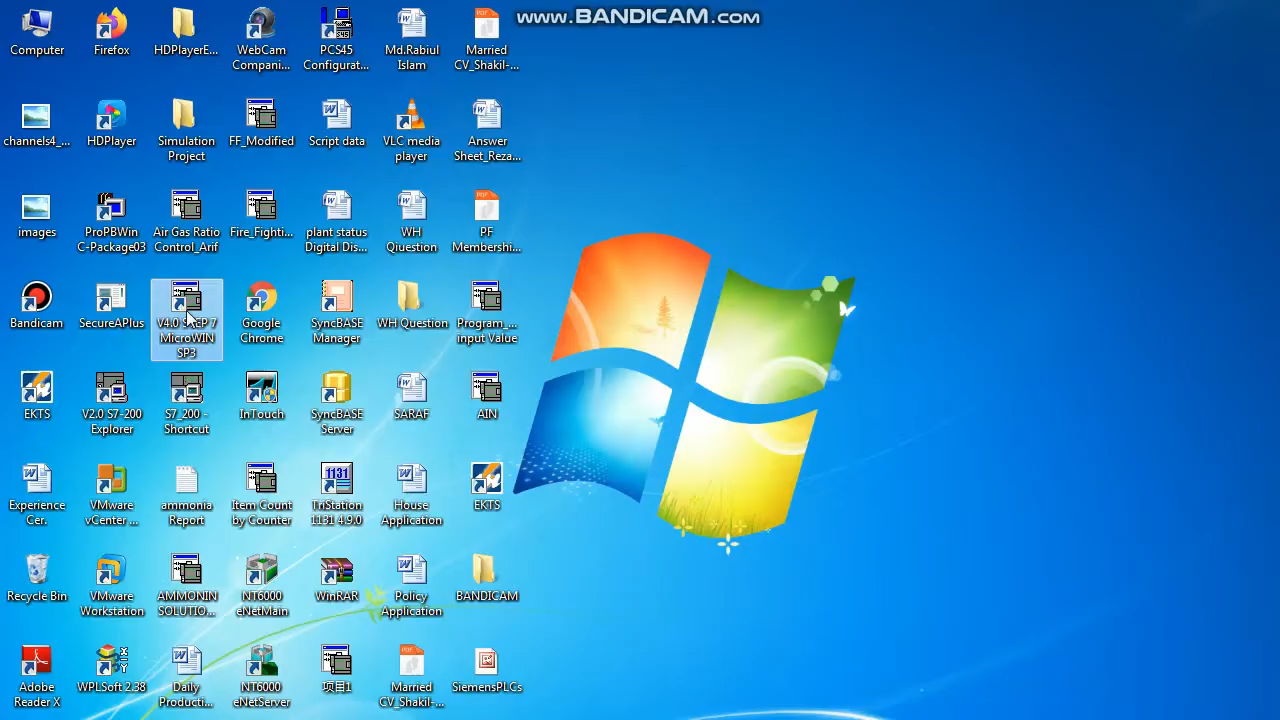 www.BANDICAM.com
Computer
Firefox
HDPlayerE...
WebCam
Compani...
PCS45
Configurat...
Md.Rabiul
Islam
Married
CV_Shakil-...
channels4_...
HDPlayer
Simulation
Project
FF_Modified
Script data
VLC media
player
Answer
Sheet_Reza...
images
ProPBWin
C-Package03
Air Gas Ratio
Control_Arif
Fire_Fighti...
plant status
Digital Dis...
WH
Qiuestion
PF
Membershi...
Bandicam
SecureAPlus
V4.0 STEP 7
MicroWIN
SP3
Google
Chrome
SyncBASE
Manager
WH Question
Program_...
input Value
EKTS
V2.0 S7-200
Explorer
S7_200 -
Shortcut
InTouch
SyncBASE
Server
SARAF
AIN
Experience
Cer.
VMware
vCenter ...
ammonia
Report
Item Count
by Counter
TriStation
1131 4.9.0
House
Application
EKTS
Recycle Bin
VMware
Workstation
AMMONIN
SOLUTIO...
NT6000
eNetMain
WinRAR
Policy
Application
BANDICAM
Adobe
Reader X
WPLSoft 2.38
Daily
Producti...
NT6000
eNetServer
项目1
Married
CV_Shakil-...
SiemensPLCs